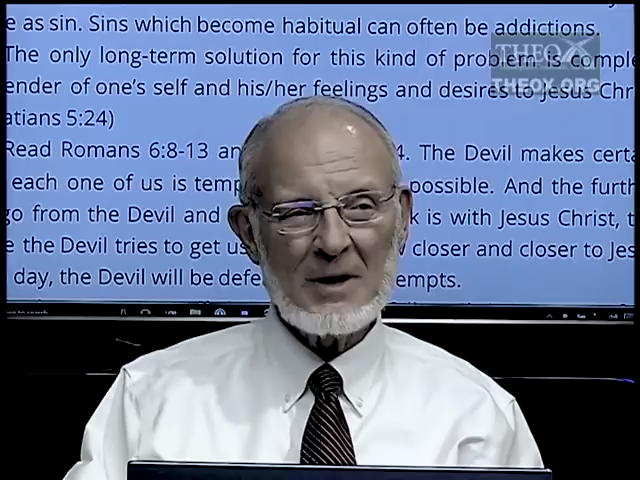 e as sin. Sins which become habitual can often be addictions.
The only long-term solution for this kind of problem is comple
ender of one's self and his/her feelings and desires to Jesus Chr
atians 5:24)
Read Romans 6:8-13 an 4. The Devil makes certa
each one of us is temp possible. And the furth
go from the Devil and k is with Jesus Christ, t
e the Devil tries to get us closer and closer to Jes
day, the Devil will be defe empts.
THEOX
THEOX.ORG